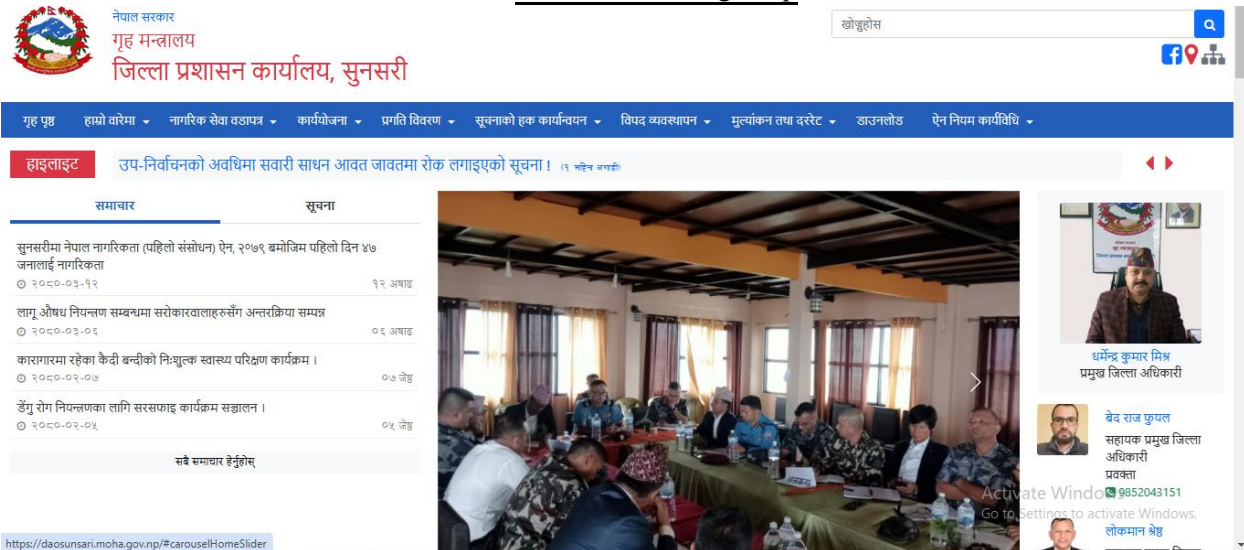 नेपाल सरकार
गृह मन्त्रालय
जिल्ला प्रशासन कार्यालय, सुनसरी
खोज्नुहोस
गृह पृष्ठ
हाम्रो वारेमा
नागरिक सेवा वडापत्र
कार्ययोजना
प्रगति विवरण
सूचनाको हक कार्यान्वयन
विपद व्यवस्थापन
मुल्यांकन तथा दररेट
डाउनलोड
ऐन नियम कार्यविधि
हाइलाइट
उप-निर्वाचनको अवधिमा सवारी साधन आवत जावतमा रोक लगाइएको सूचना ! (१ महिना अगाडी)
समाचार
सूचना
सुनसरीमा नेपाल नागरिकता (पहिलो संसोधन) ऐन, २०७९ बमोजिम पहिलो दिन ४७
जनालाई नागरिकता
२०८०-०३-१२ १२ अषाढ
लागू औषध नियन्त्रण सम्बन्धमा सरोकारवालाहरुसँग अन्तरक्रिया सम्पन्न
२०८०-०३-०६ ०६ अषाढ
कारागारमा रहेका कैदी बन्दीको निःशुल्क स्वास्थ्य परिक्षण कार्यक्रम ।
२०८०-०२-०७ ०७ जेष्ठ
डेंगु रोग नियन्त्रणका लागि सरसफाइ कार्यक्रम सञ्चालन ।
२०८०-०२-०५ ०५ जेष्ठ
सबै समाचार हेर्नुहोस्
धर्मेन्द्र कुमार मिश्र
प्रमुख जिल्ला अधिकारी
बेद राज फुयल
सहायक प्रमुख जिल्ला
अधिकारी
प्रवक्ता
9852043151
लोकमान श्रेष्ठ
Activate Windows
Go to Settings to activate Windows.
https://daosunsari.moha.gov.np/#carouselHomeSlider